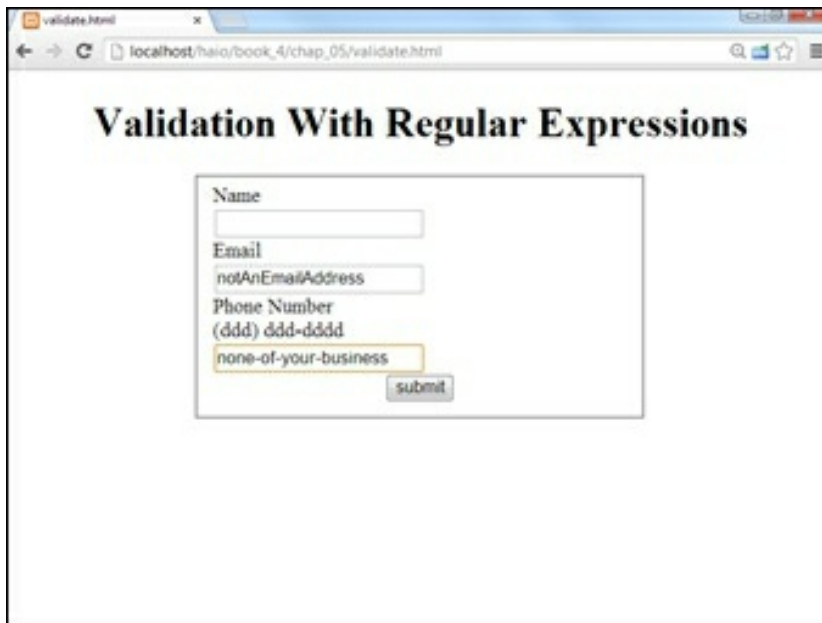 validate.html
localhost/haio/book_4/chap_05/validate.html
Validation With Regular Expressions
Name
Email
notAnEmailAddress
Phone Number
(ddd) ddd-dddd
none-of-your-business
submit